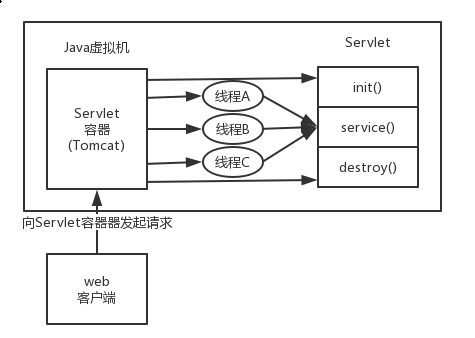 Java虚拟机
Servlet
Servlet
容器
(Tomcat)
线程A
线程B
线程C
init()
service()
destroy()
向Servlet容器器发起请求
web
客户端